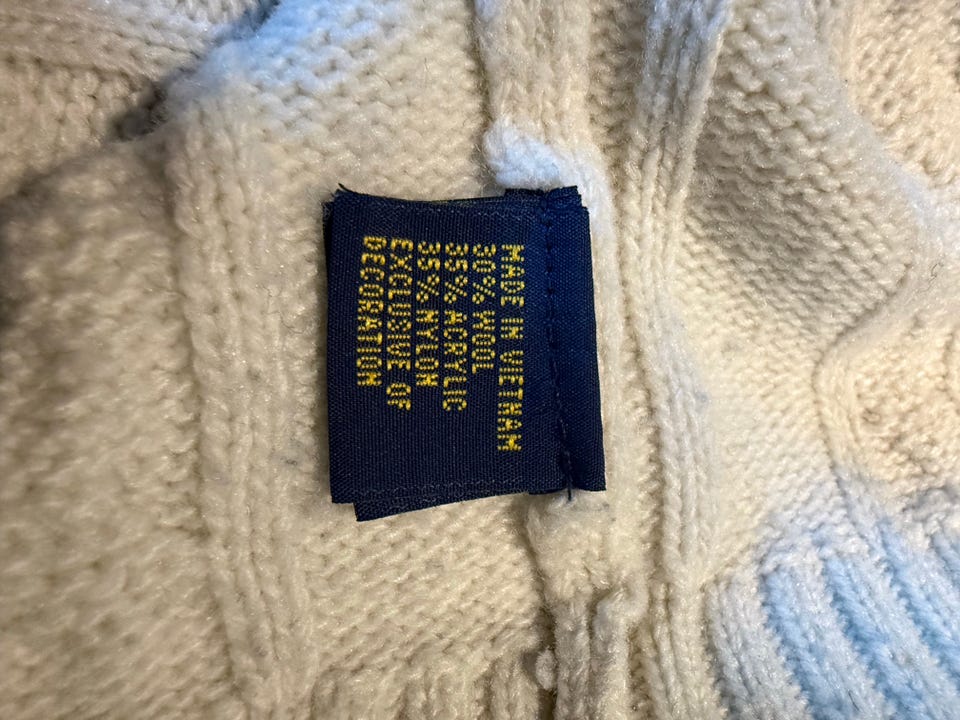 MADE IN VIETNAM
30% WOOL
35% ACRYLIC
35% NYLON
EXCLUSIVE OF
DECORATION